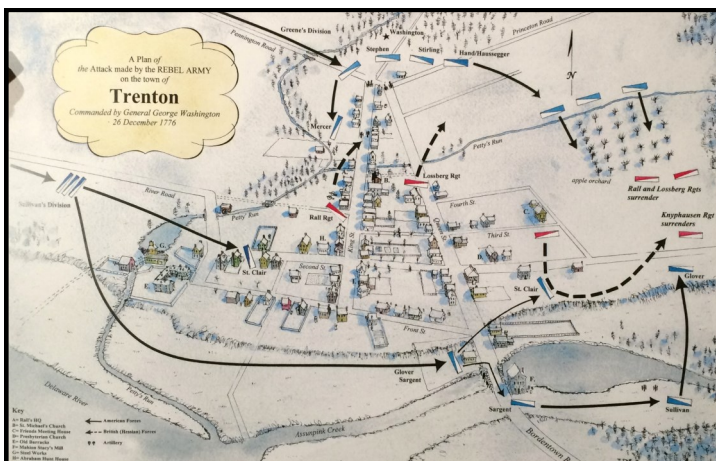 A Plan of
the Attack made by the REBEL ARMY
on the town of
Trenton
Commanded by General George Washington
- 26 December 1776
Greene's Division
Washington
Pennington Road
Princeton Road
Stephen
Stirling
Hand/Haussegger
N
Mercer
Petty's Run
apple orchard
Rall and Lossberg Rgts
surrender
Sullivan's Division
River Road
Petty Run
Rall Rgt
Lossberg Rgt
Fourth St.
Knyphausen Rgt
surrenders
King St.
Third St.
St. Clair
Second St.
St. Clair
Glover
Front St
Glover
Sargent
Delaware River
Sargent
Sullivan
Assunpink Creek
Bordentown
Key
A= Rall's HQ
B= St. Michael's Church
C= Friends Meeting House
D= Presbyterian Church
E= Old Barracks
F= Mahlon Stacy's Mill
G= Steel Works
H= Abraham Hunt House
American Forces
British (Hessian) Forces
Artillery